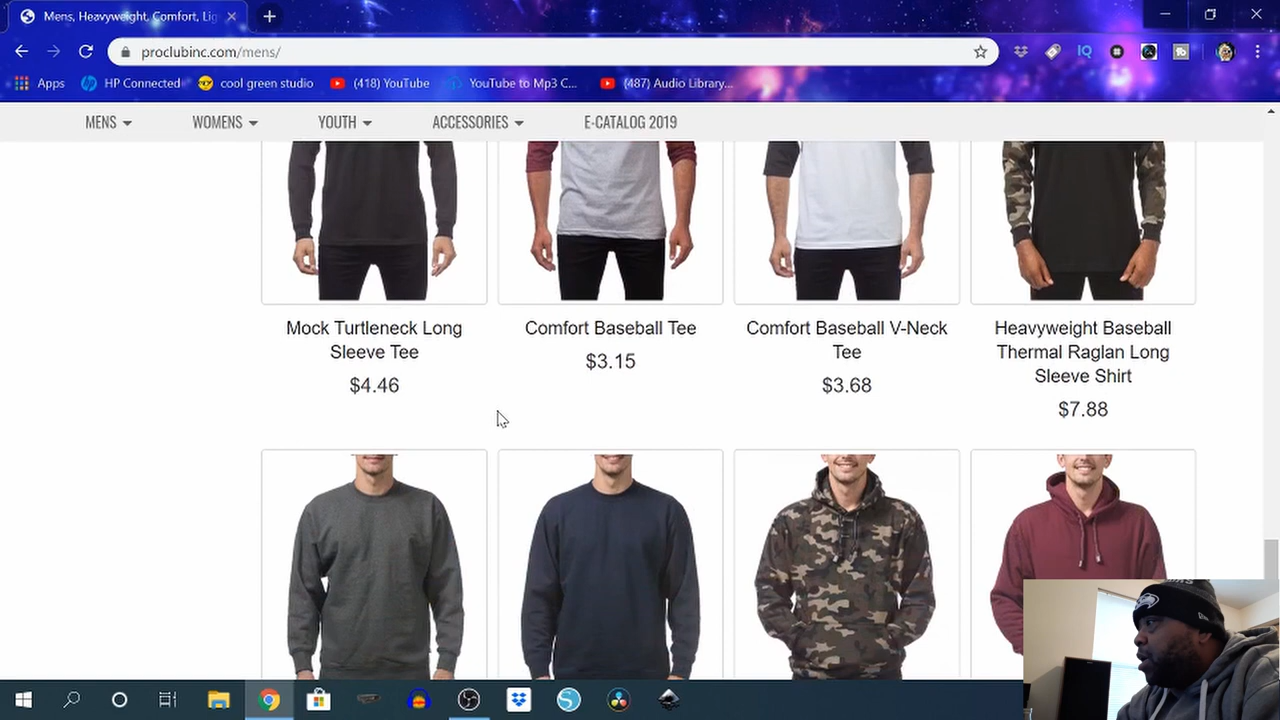 Mens, Heavyweight, Comfort, Lig
proclubinc.com/mens/
Apps
HP Connected
cool green studio
(418) YouTube
YouTube to Mp3 C...
(487) Audio Library...
MENS
WOMENS
YOUTH
ACCESSORIES
E-CATALOG 2019
Mock Turtleneck Long
Sleeve Tee
$4.46
Comfort Baseball Tee
$3.15
Comfort Baseball V-Neck
Tee
$3.68
Heavyweight Baseball
Thermal Raglan Long
Sleeve Shirt
$7.88